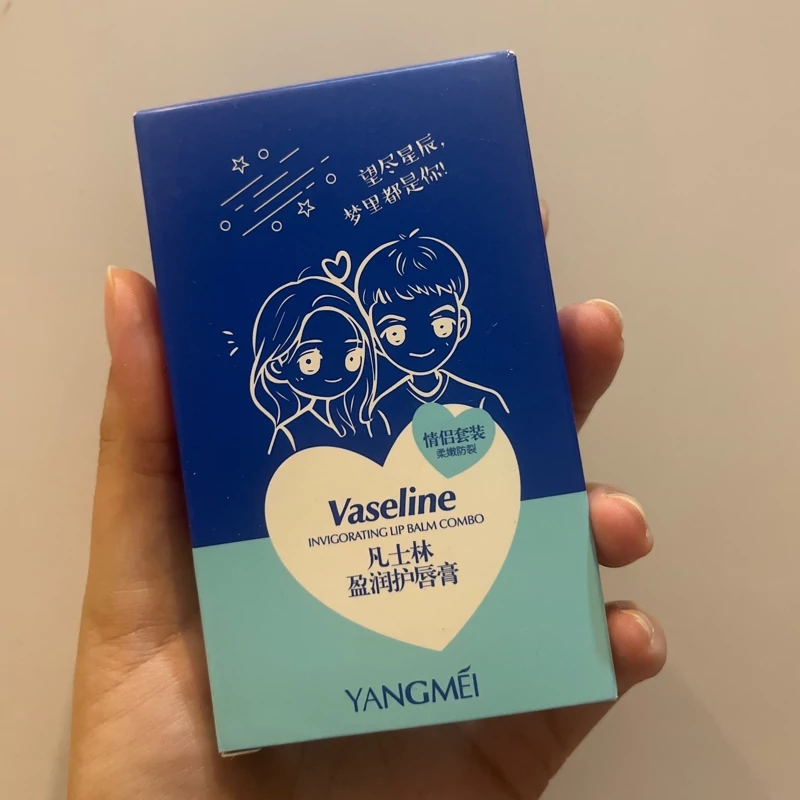 望尽星辰,
梦里都是你!
情侣套装
柔嫩防裂
Vaseline
INVIGORATING LIP BALM COMBO
凡士林
盈润护唇膏
YANGMÉI